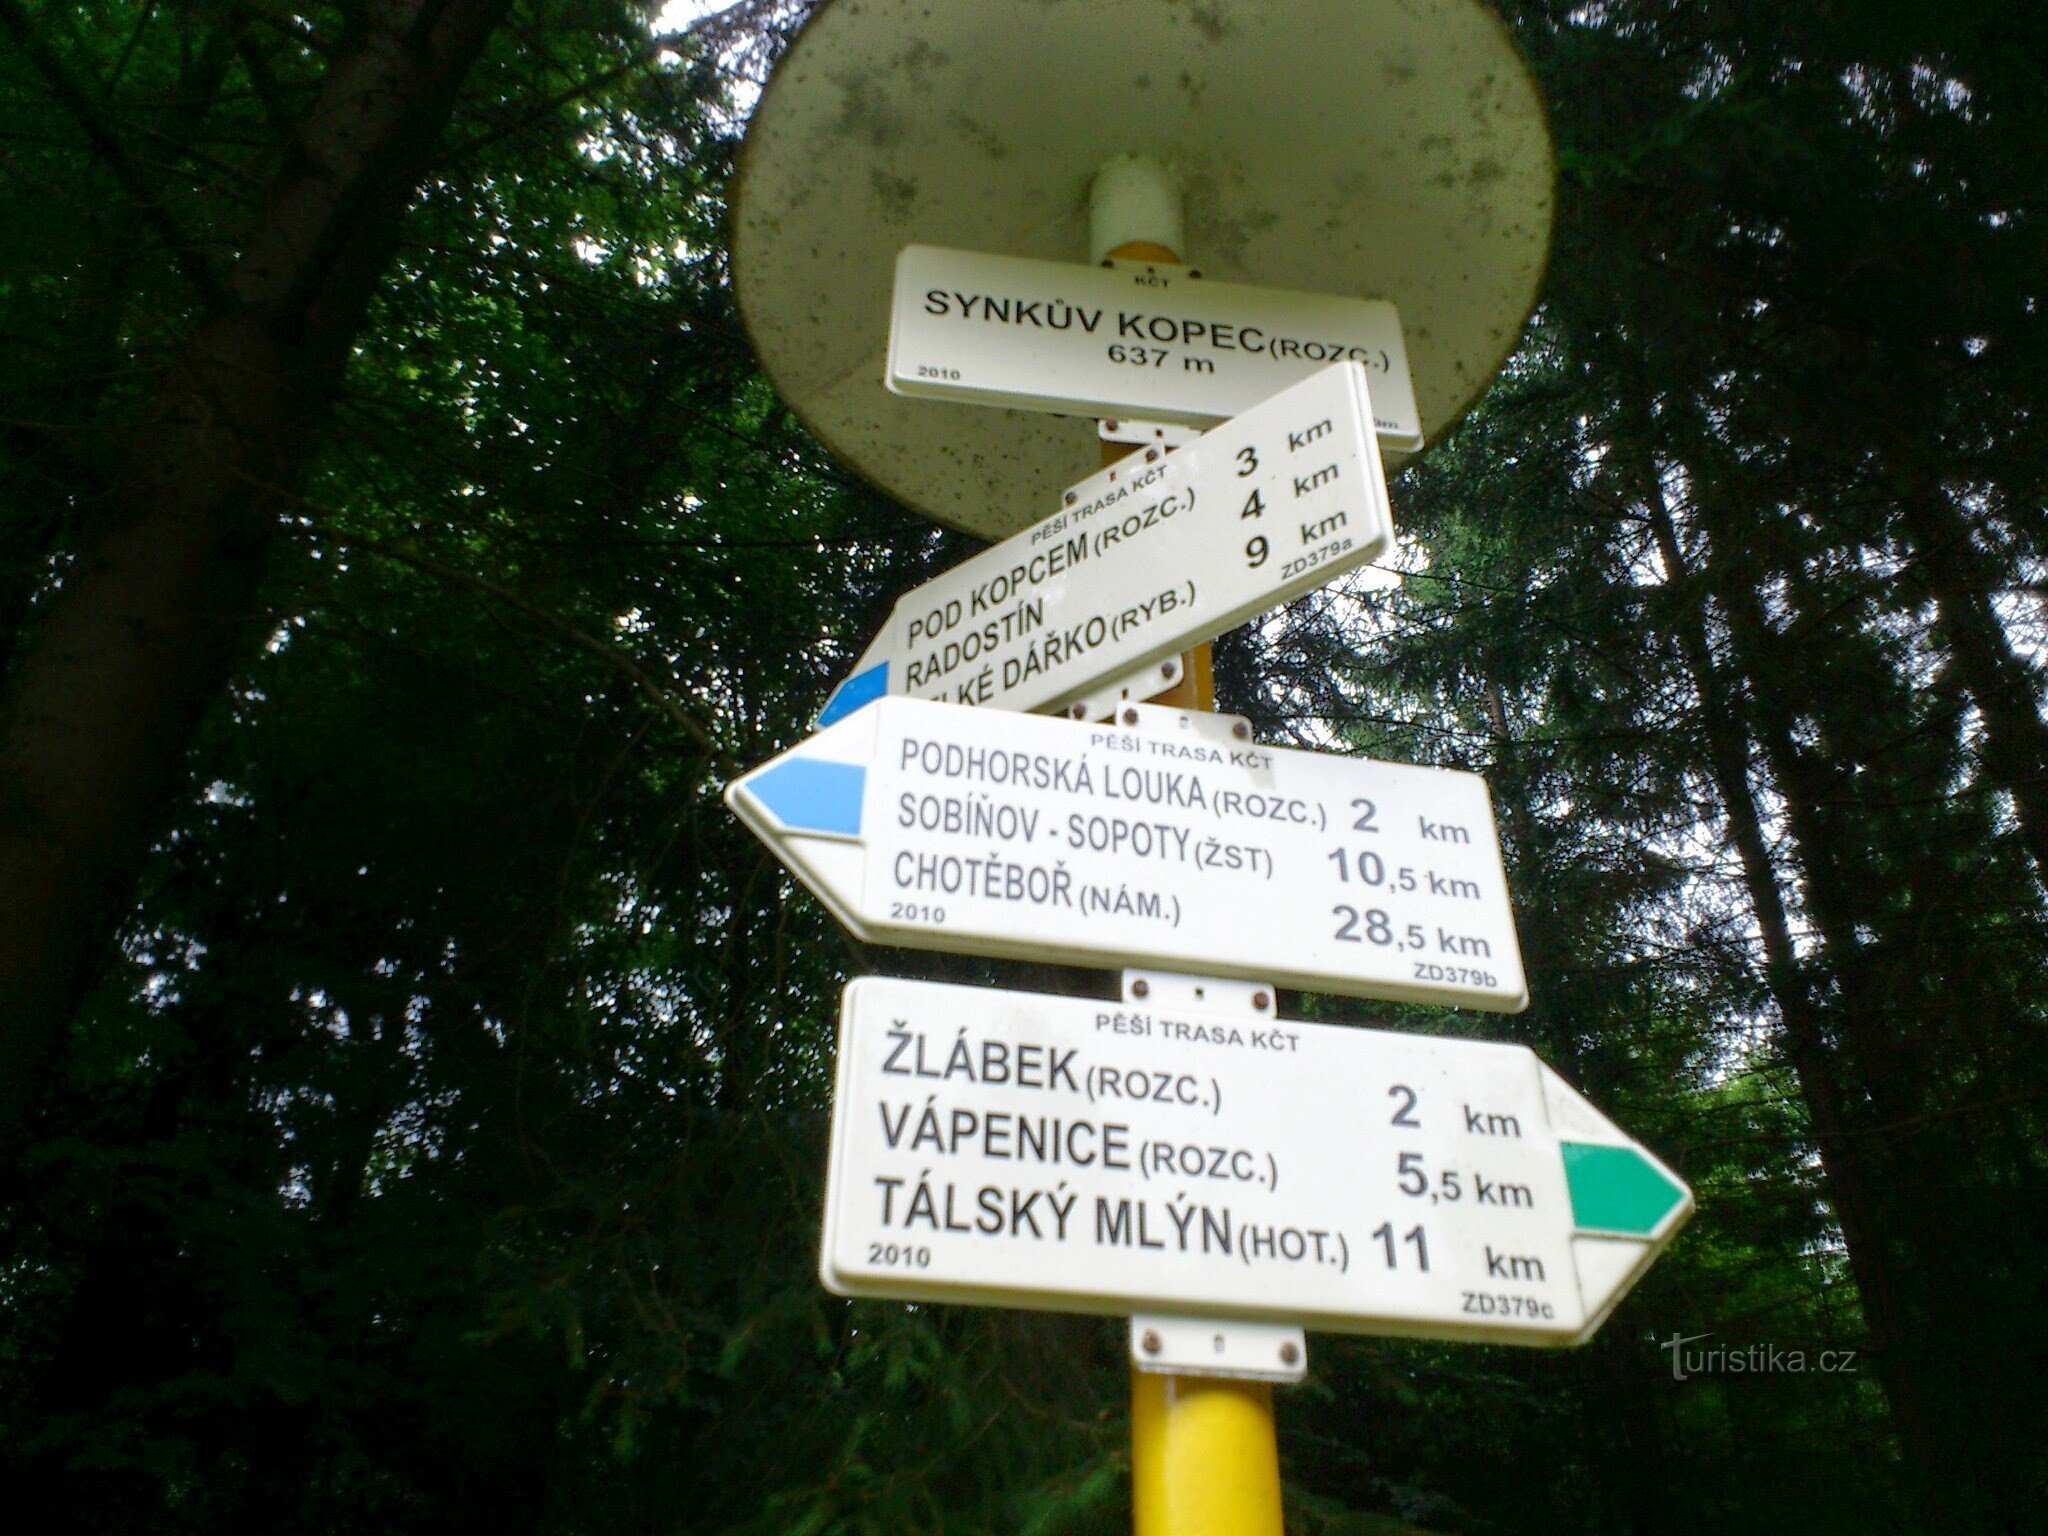 KČT
SYNKŮV KOPEC(ROZC.)
637 m
2010
PĚŠÍ TRASA KČT
POD KOPCEM(ROZC.) 3 km
RADOSTÍN 4 km
DÁŘKO(RYB.) 9 km
ZD379a
PĚŠÍ TRASA KČT
PODHORSKÁ LOUKA(ROZC.) 2 km
SOBÍŇOV - SOPOTY(ŽST) 10,5 km
CHOTĚBOŘ(NÁM.) 28,5 km
2010 ZD379b
PĚŠÍ TRASA KČT
ŽLÁBEK(ROZC.) 2 km
VÁPENICE(ROZC.) 5,5 km
TÁLSKÝ MLÝN(HOT.) 11 km
2010 ZD379c
Turistika.cz